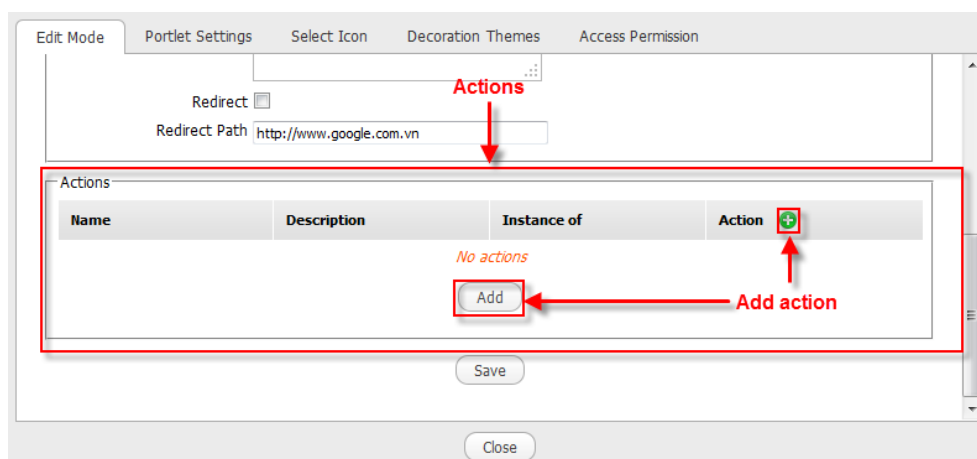 Edit Mode Portlet Settings Select Icon Decoration Themes Access Permission
Actions
Redirect
Redirect Path http://www.google.com.vn
Actions
Name Description Instance of Action
No actions
Add
Add action
Save
Close